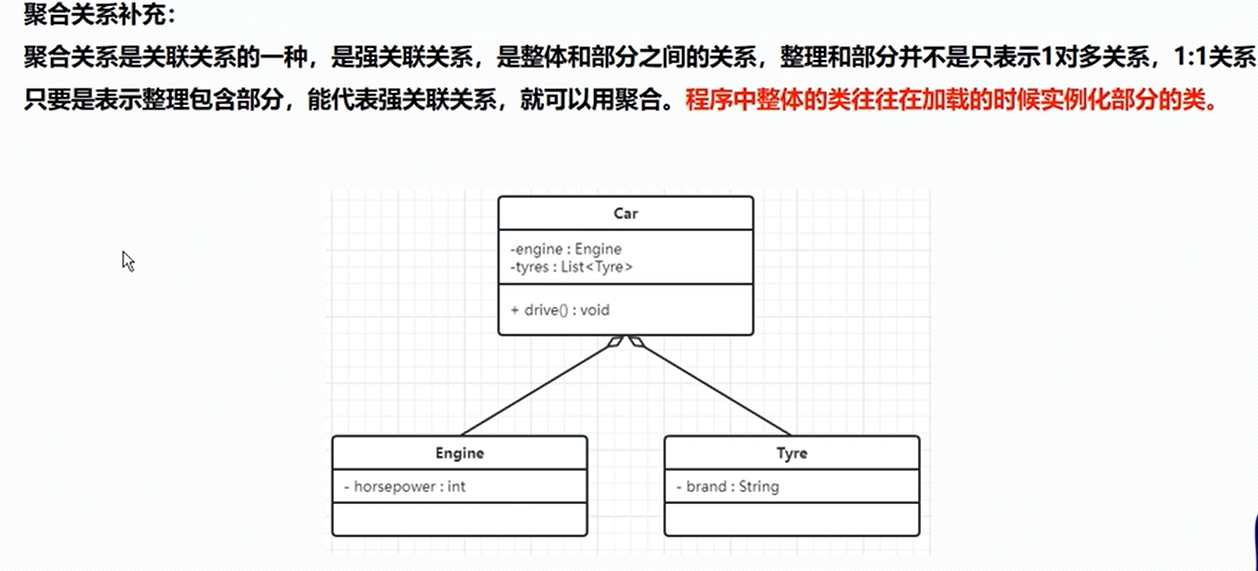 聚合关系补充：
聚合关系是关联关系的一种，是强关联关系，是整体和部分之间的关系，整理和部分并不是只表示1对多关系，1:1关系
只要是表示整理包含部分，能代表强关联关系，就可以用聚合。程序中整体的类往往在加载的时候实例化部分的类。
Car
-engine : Engine
-tyres : List<Tyre>
+ drive() : void
Engine
- horsepower : int
Tyre
- brand : String